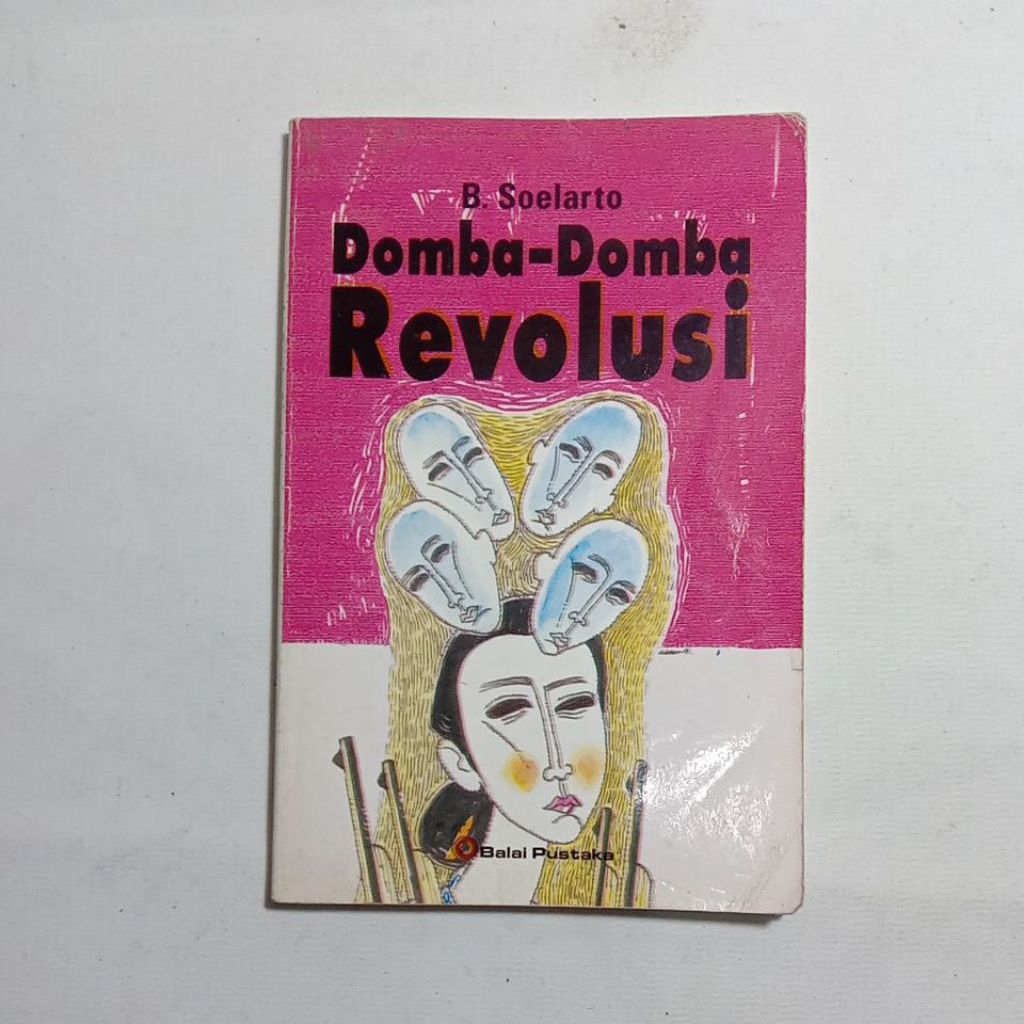 B. Soelarto
Domba-Domba
Revolusi
Balai Pustaka